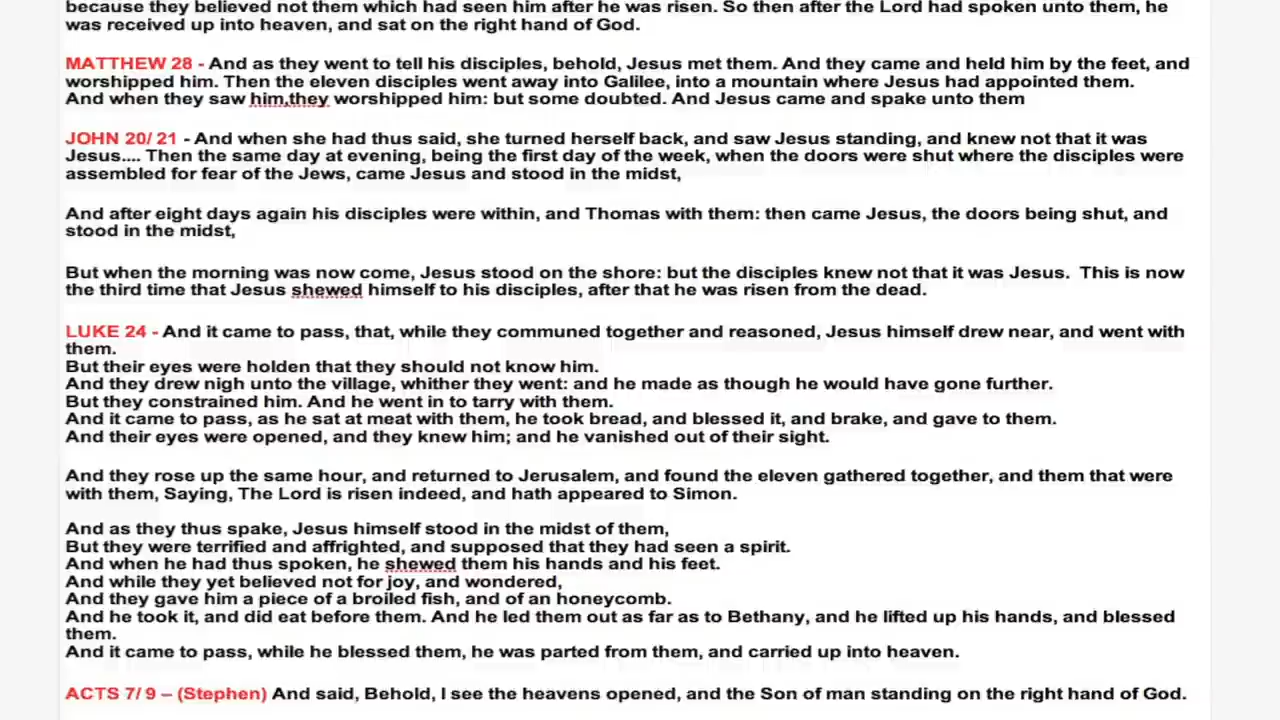 because they believed not them which had seen him after he was risen. So then after the Lord had spoken unto them, he
was received up into heaven, and sat on the right hand of God.
MATTHEW 28 - And as they went to tell his disciples, behold, Jesus met them. And they came and held him by the feet, and
worshipped him. Then the eleven disciples went away into Galilee, into a mountain where Jesus had appointed them.
And when they saw him,they worshipped him: but some doubted. And Jesus came and spake unto them
JOHN 20/ 21 - And when she had thus said, she turned herself back, and saw Jesus standing, and knew not that it was
Jesus.... Then the same day at evening, being the first day of the week, when the doors were shut where the disciples were
assembled for fear of the Jews, came Jesus and stood in the midst,
And after eight days again his disciples were within, and Thomas with them: then came Jesus, the doors being shut, and
stood in the midst,
But when the morning was now come, Jesus stood on the shore: but the disciples knew not that it was Jesus.  This is now
the third time that Jesus shewed himself to his disciples, after that he was risen from the dead.
LUKE 24 - And it came to pass, that, while they communed together and reasoned, Jesus himself drew near, and went with
them.
But their eyes were holden that they should not know him.
And they drew nigh unto the village, whither they went: and he made as though he would have gone further.
But they constrained him. And he went in to tarry with them.
And it came to pass, as he sat at meat with them, he took bread, and blessed it, and brake, and gave to them.
And their eyes were opened, and they knew him; and he vanished out of their sight.
And they rose up the same hour, and returned to Jerusalem, and found the eleven gathered together, and them that were
with them, Saying, The Lord is risen indeed, and hath appeared to Simon.
And as they thus spake, Jesus himself stood in the midst of them,
But they were terrified and affrighted, and supposed that they had seen a spirit.
And when he had thus spoken, he shewed them his hands and his feet.
And while they yet believed not for joy, and wondered,
And they gave him a piece of a broiled fish, and of an honeycomb.
And he took it, and did eat before them. And he led them out as far as to Bethany, and he lifted up his hands, and blessed
them.
And it came to pass, while he blessed them, he was parted from them, and carried up into heaven.
ACTS 7/ 9 – (Stephen) And said, Behold, I see the heavens opened, and the Son of man standing on the right hand of God.